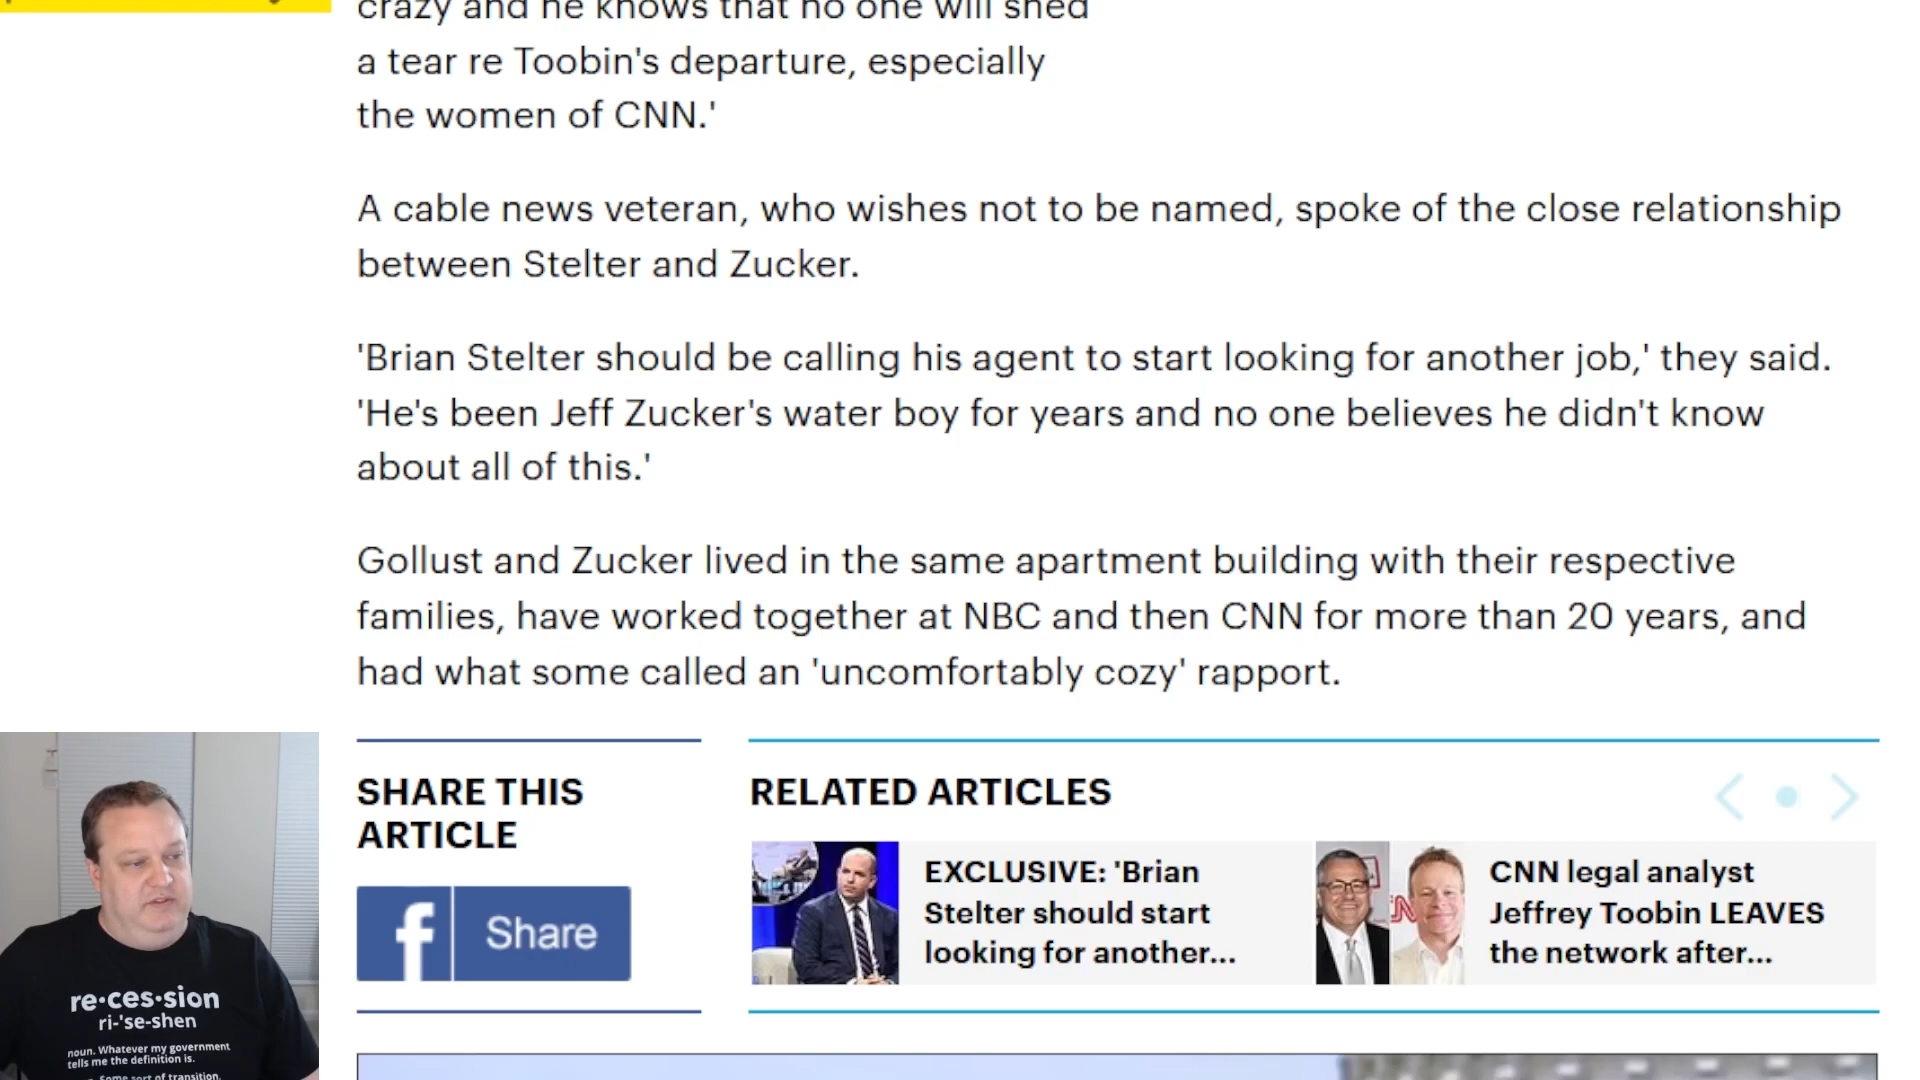 crazy and he knows that no one will shed
a tear re Toobin's departure, especially
the women of CNN.'
A cable news veteran, who wishes not to be named, spoke of the close relationship
between Stelter and Zucker.
'Brian Stelter should be calling his agent to start looking for another job,' they said.
'He's been Jeff Zucker's water boy for years and no one believes he didn't know
about all of this.'
Gollust and Zucker lived in the same apartment building with their respective
families, have worked together at NBC and then CNN for more than 20 years, and
had what some called an 'uncomfortably cozy' rapport.
SHARE THIS
ARTICLE
f Share
RELATED ARTICLES
EXCLUSIVE: 'Brian
Stelter should start
looking for another...
CNN legal analyst
Jeffrey Toobin LEAVES
the network after...
re•ces•sion
ri-'se-shen
noun. Whatever my government
tells me the definition is.
Some sort of transition.